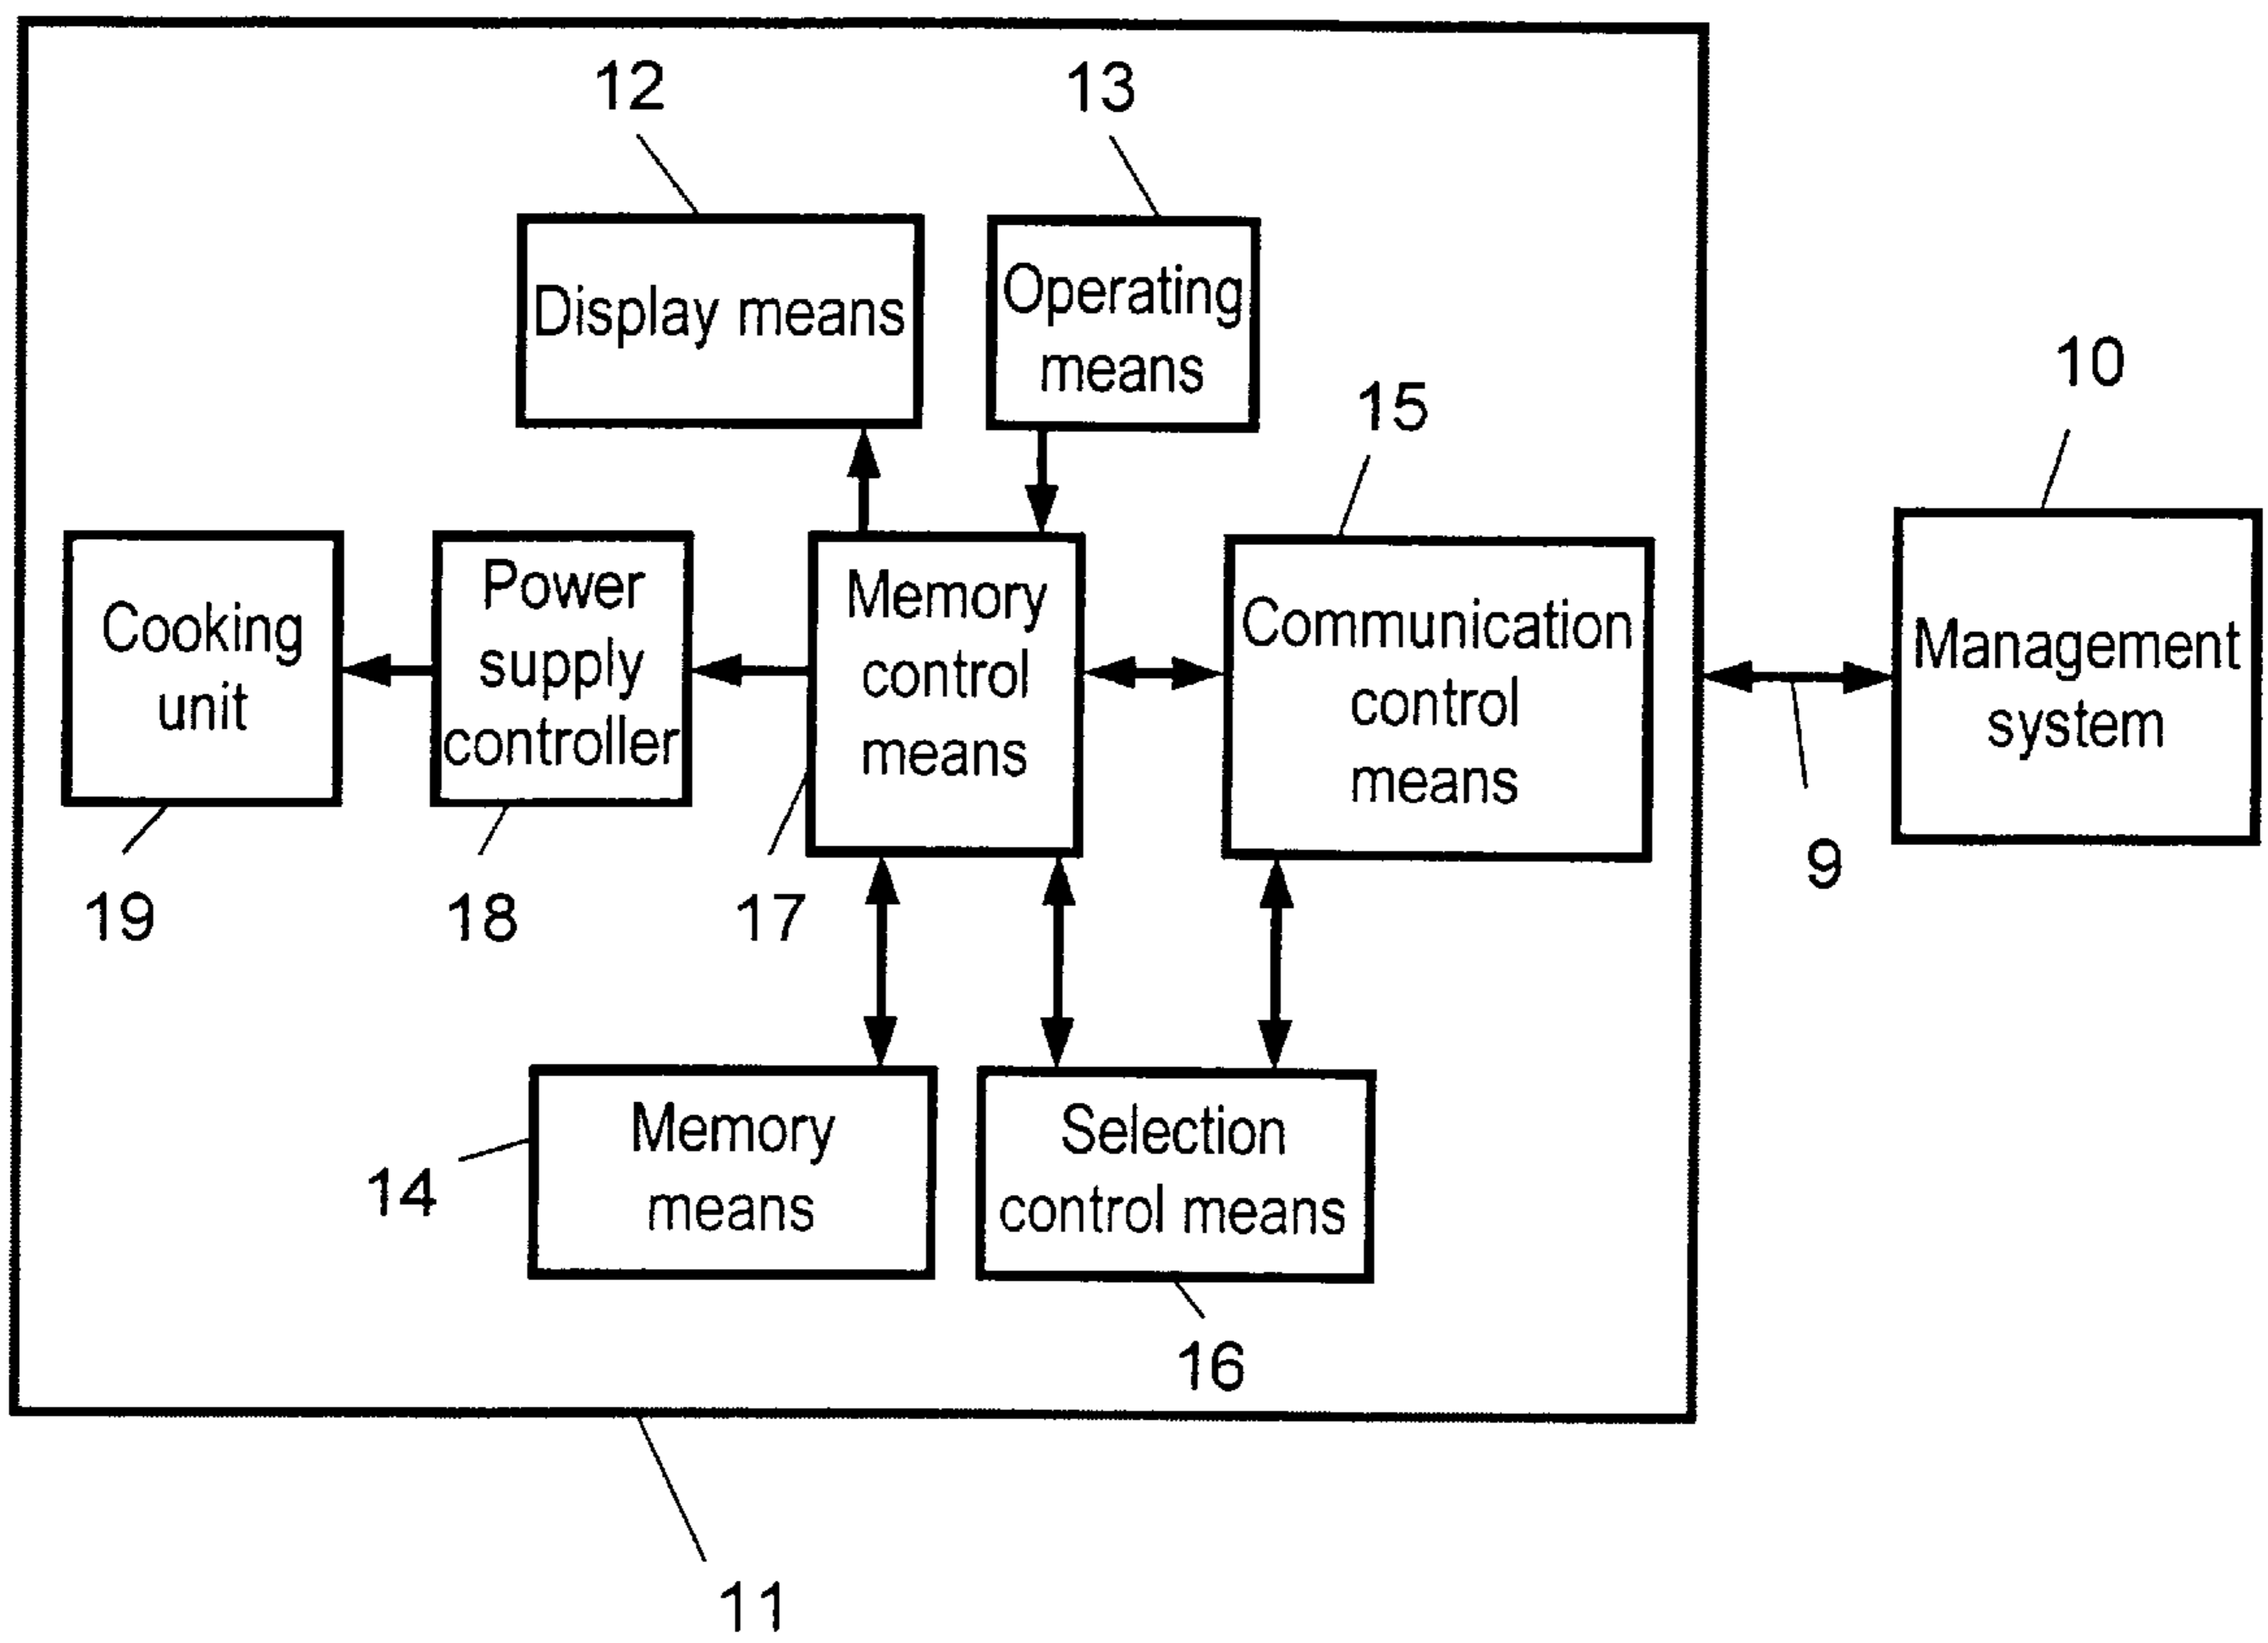 12
13
Display means
Operating
means
15
10
Cooking
unit
Power
supply
controller
Memory
control
means
Communication
control
means
Management
system
9
19
18
17
Memory
means
Selection
control means
14
16
11